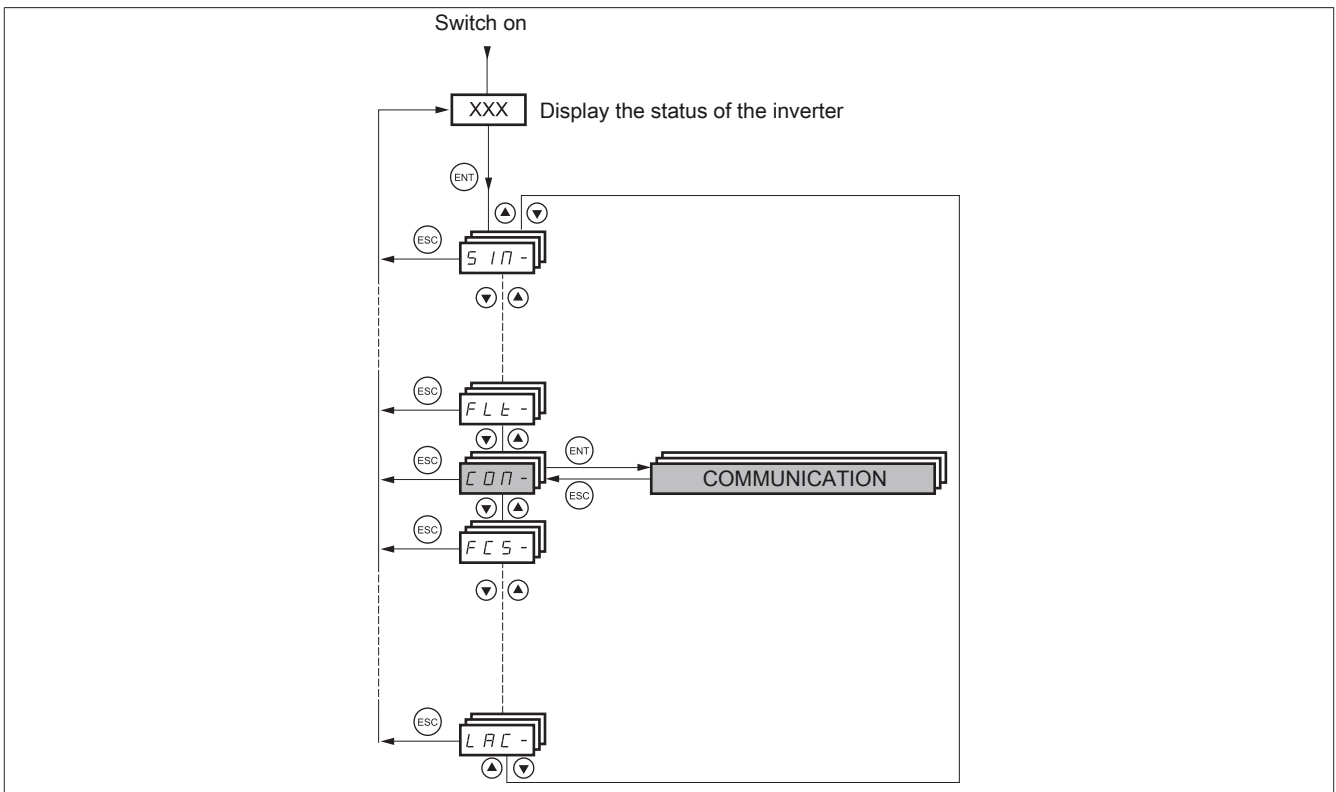 Switch on
XXX Display the status of the inverter
ENT
ESC
SIM-
ESC
FLt-
ENT
ESC
COM- COMMUNICATION
ESC
ESC
FCS-
ESC
LAC-